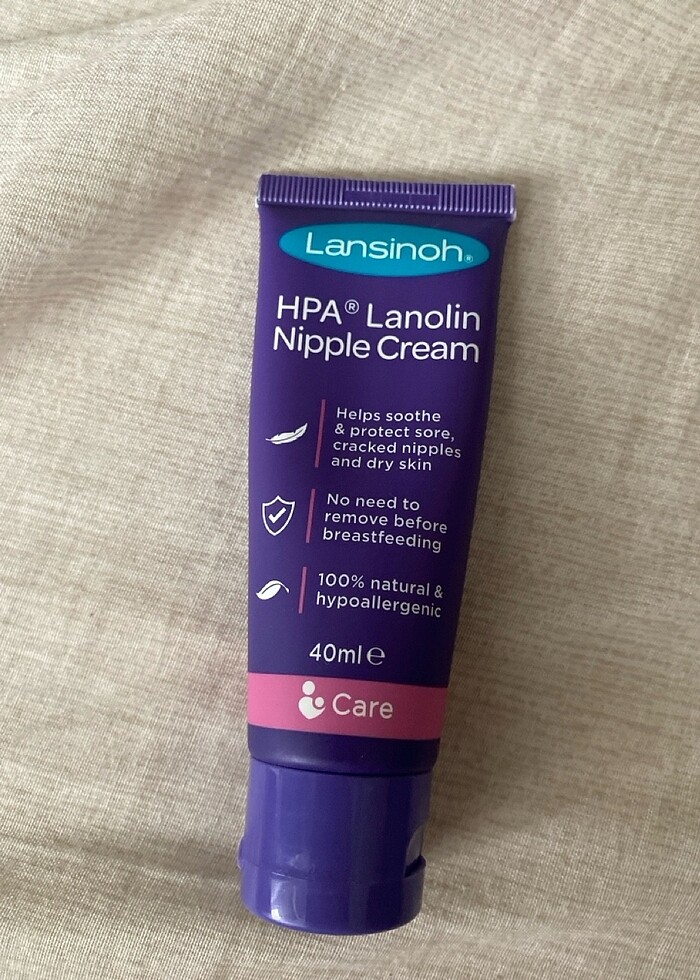 Lansinoh®
HPA® Lanolin
Nipple Cream
Helps soothe
& protect sore,
cracked nipples
and dry skin
No need to
remove before
breastfeeding
100% natural &
hypoallergenic
40ml ℮
Care